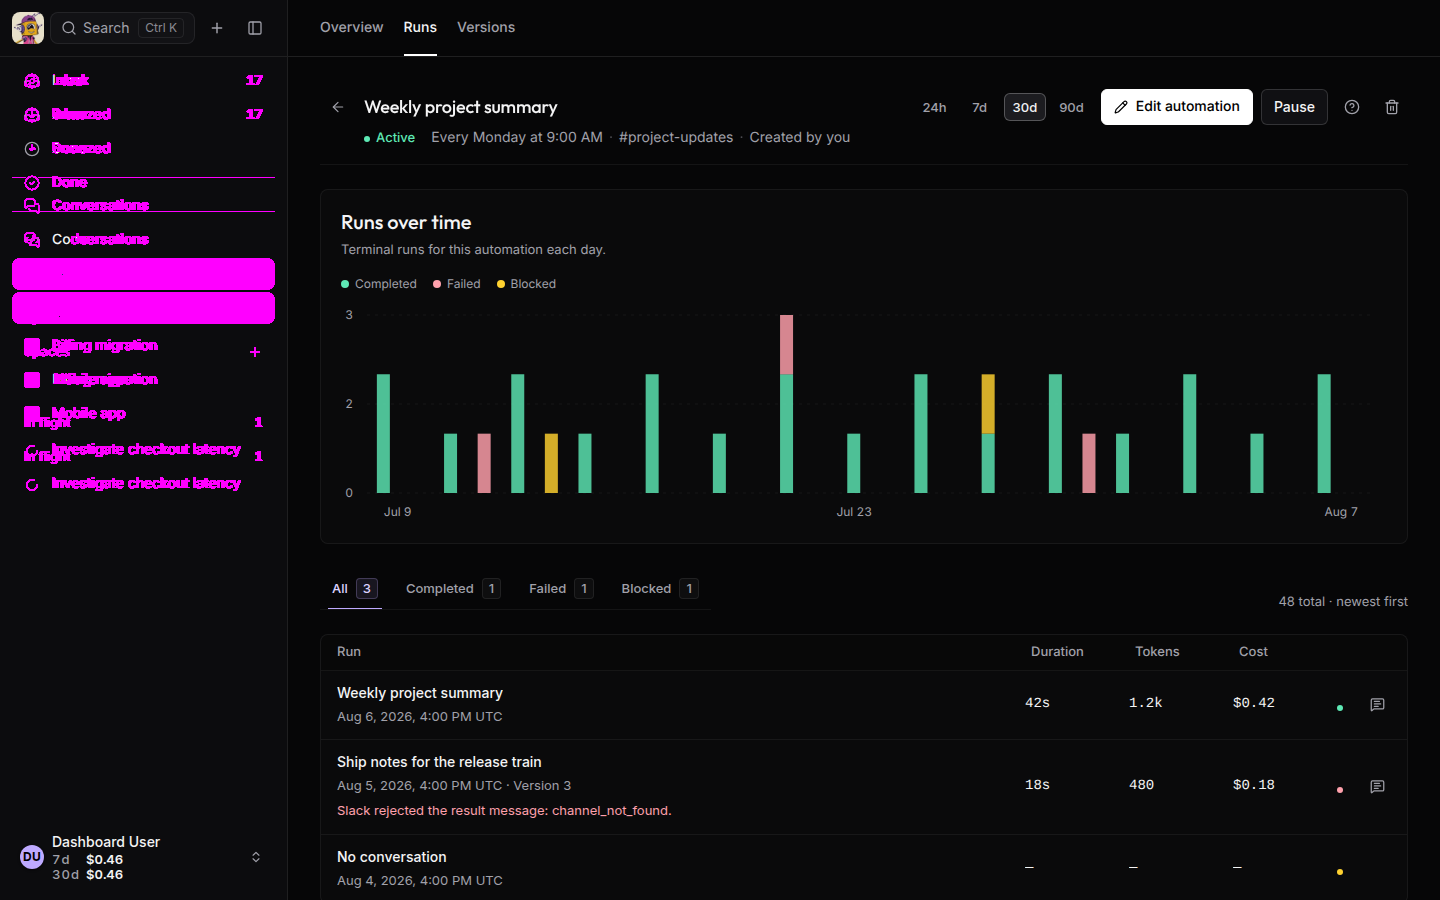 Search Ctrl K
Overview Runs Versions
17
17
Done
Conversations
Billing migration
Mobile app
1
Investigate checkout latency
1
Investigate checkout latency
Dashboard User
DU
7d $0.46
30d $0.46
Weekly project summary
24h 7d 30d 90d Edit automation Pause
Active Every Monday at 9:00 AM · #project-updates · Created by you
Runs over time
Terminal runs for this automation each day.
Completed Failed Blocked
3
2
0
Jul 9 Jul 23 Aug 7
All 3 Completed 1 Failed 1 Blocked 1
48 total · newest first
Run Duration Tokens Cost
Weekly project summary
Aug 6, 2026, 4:00 PM UTC
42s 1.2k $0.42
Ship notes for the release train
Aug 5, 2026, 4:00 PM UTC · Version 3
Slack rejected the result message: channel_not_found.
18s 480 $0.18
No conversation
Aug 4, 2026, 4:00 PM UTC
— — —